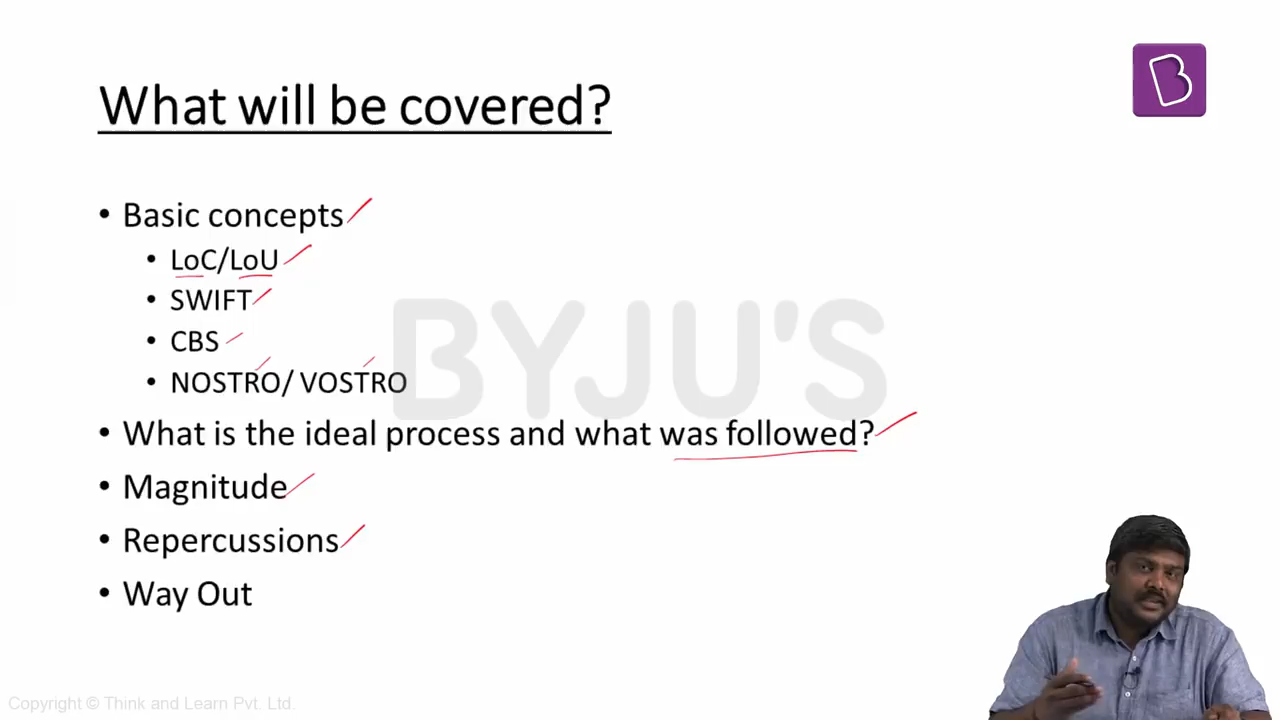 What will be covered?
B
• Basic concepts
• LoC/LoU
• SWIFT
• CBS
• NOSTRO/ VOSTRO
BYJU'S
• What is the ideal process and what was followed?
• Magnitude
• Repercussions
• Way Out
Copyright © Think and Learn Pvt. Ltd.